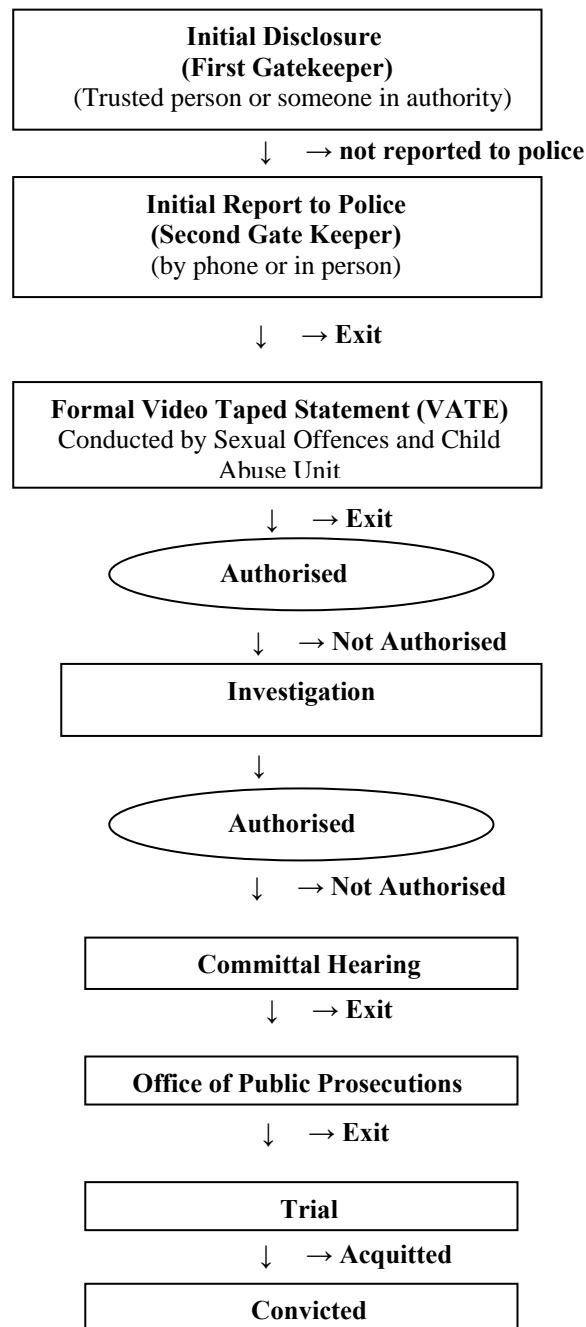 Initial Disclosure
(First Gatekeeper)
(Trusted person or someone in authority)
↓ → not reported to police
Initial Report to Police
(Second Gate Keeper)
(by phone or in person)
↓ → Exit
Formal Video Taped Statement (VATE)
Conducted by Sexual Offences and Child
Abuse Unit
↓ → Exit
Authorised
↓ → Not Authorised
Investigation
↓
Authorised
↓ → Not Authorised
Committal Hearing
↓ → Exit
Office of Public Prosecutions
↓ → Exit
Trial
↓ → Acquitted
Convicted